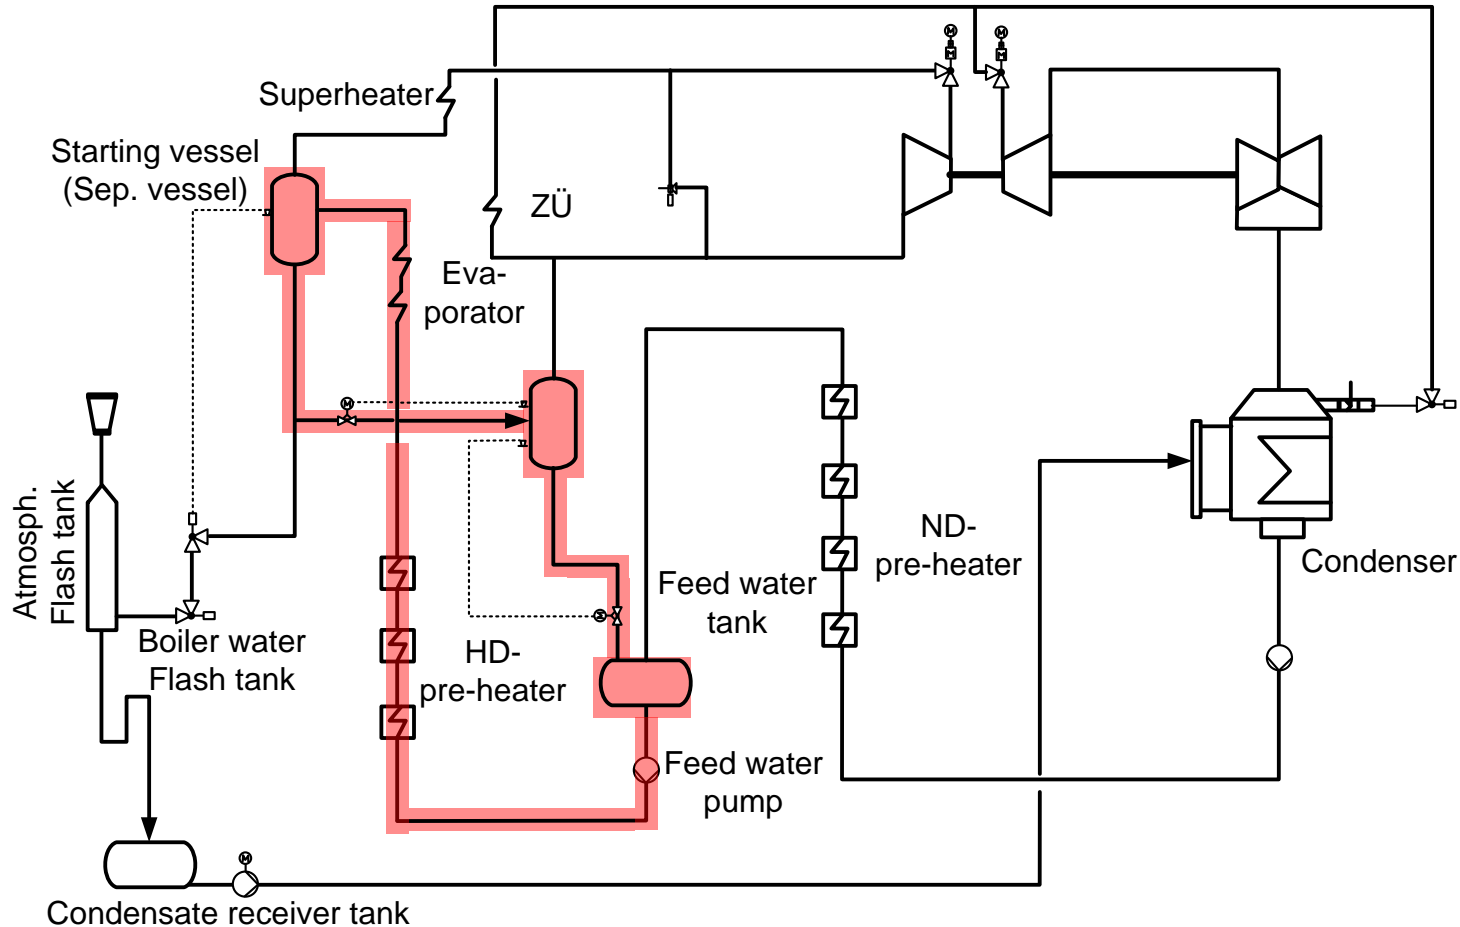 M
M
M
M
Superheater
Starting vessel
(Sep. vessel)
ZÜ
Eva-
porator
M
Atmosph.
Flash tank
ND-
pre-heater
Condenser
Feed water
tank
M
Boiler water
Flash tank
HD-
pre-heater
Feed water
pump
M
Condensate receiver tank